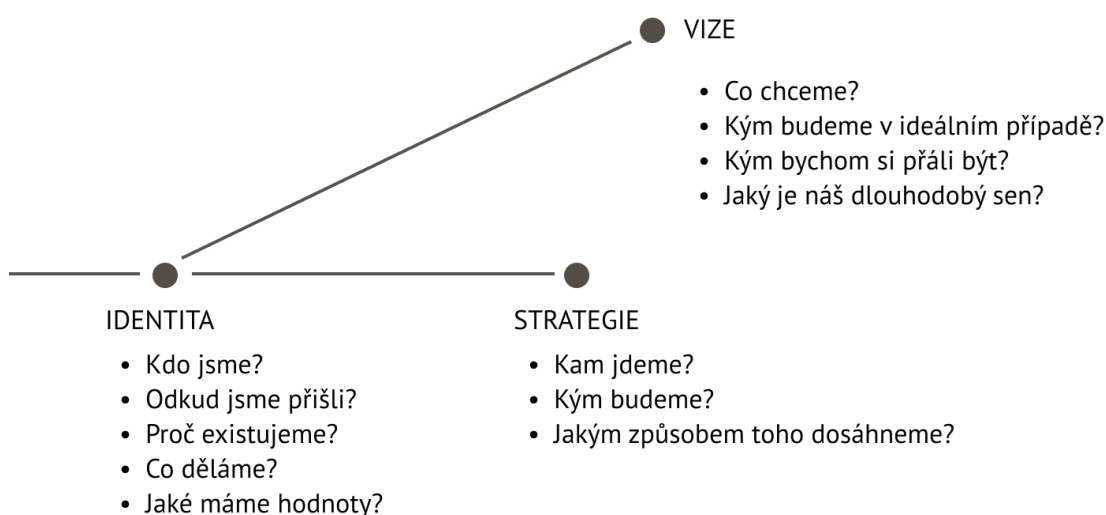 VIZE
• Co chceme?
• Kým budeme v ideálním případě?
• Kým bychom si přáli být?
• Jaký je náš dlouhodobý sen?
IDENTITA
• Kdo jsme?
• Odkud jsme přišli?
• Proč existujeme?
• Co děláme?
• Jaké máme hodnoty?
STRATEGIE
• Kam jdeme?
• Kým budeme?
• Jakým způsobem toho dosáhneme?